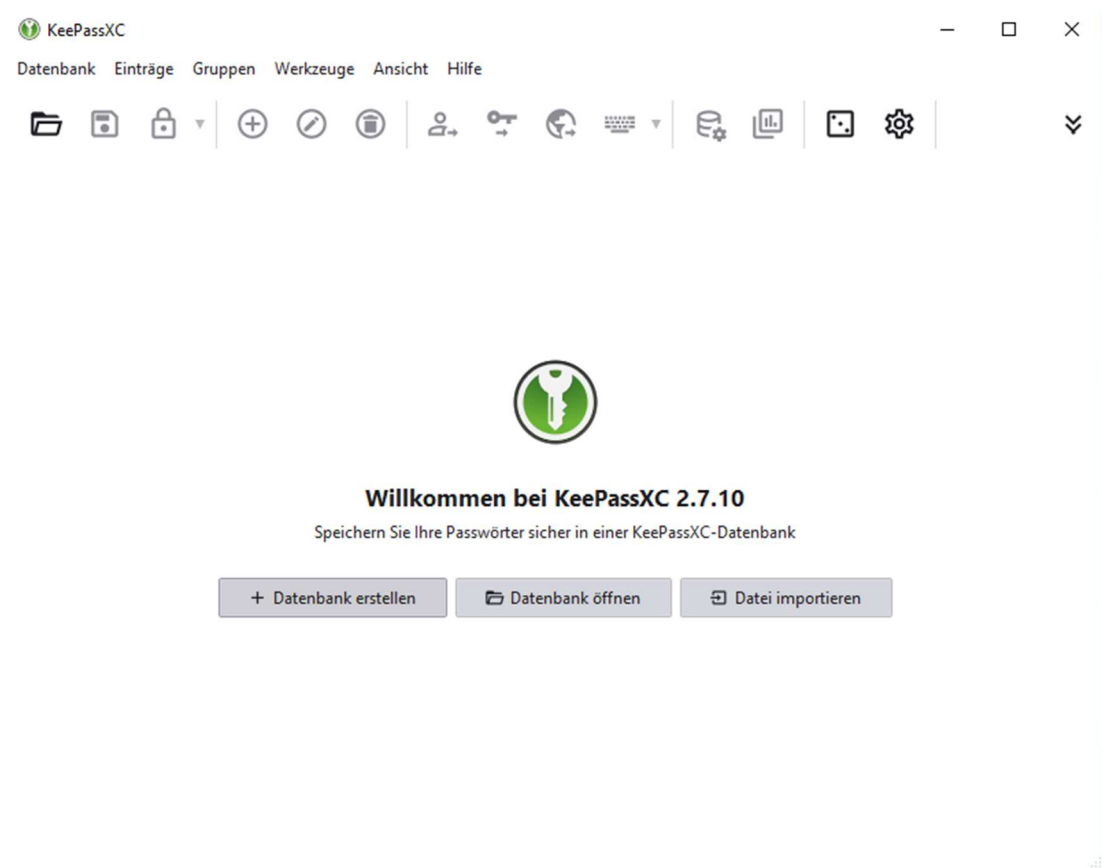 KeePassXC
Datenbank Einträge Gruppen Werkzeuge Ansicht Hilfe
Willkommen bei KeePassXC 2.7.10
Speichern Sie Ihre Passwörter sicher in einer KeePassXC-Datenbank
+ Datenbank erstellen Datenbank öffnen Datei importieren